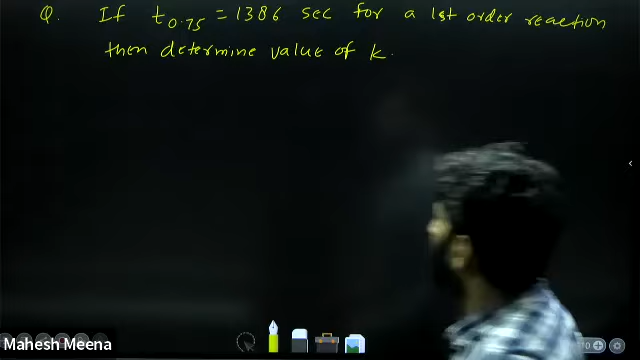 Q. If t0.75 = 1386 sec for a 1st order reaction
then determine value of k.
Mahesh Meena